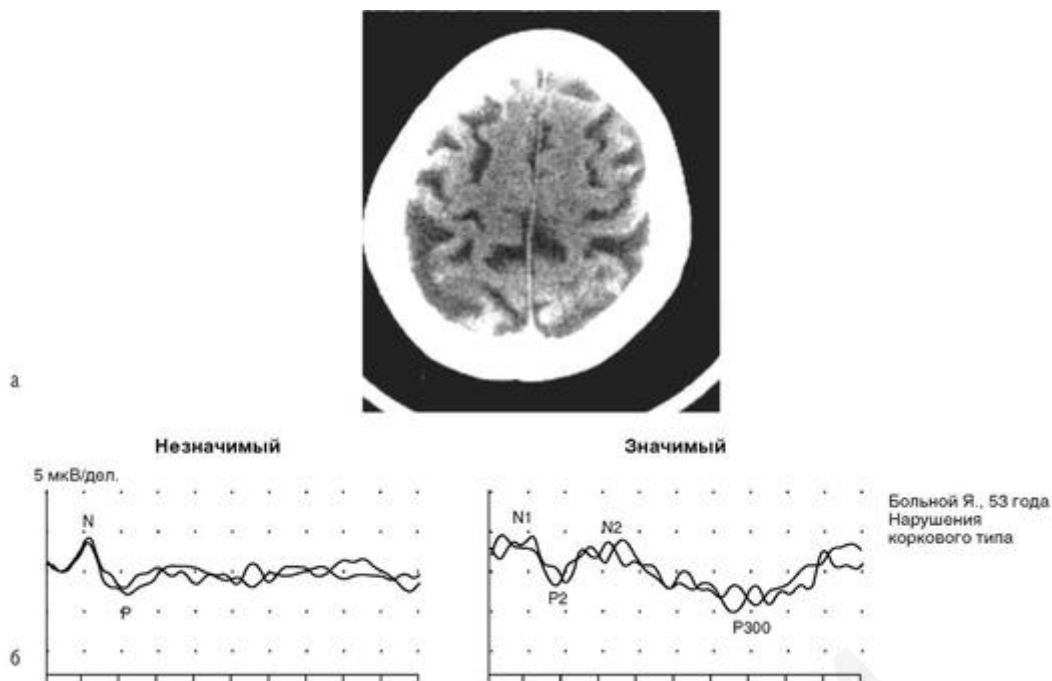 а
Незначимый
Значимый
5 мкВ/дел.
N
P
N1
N2
P2
P300
Больной Я., 53 года
Нарушения
коркового типа
б